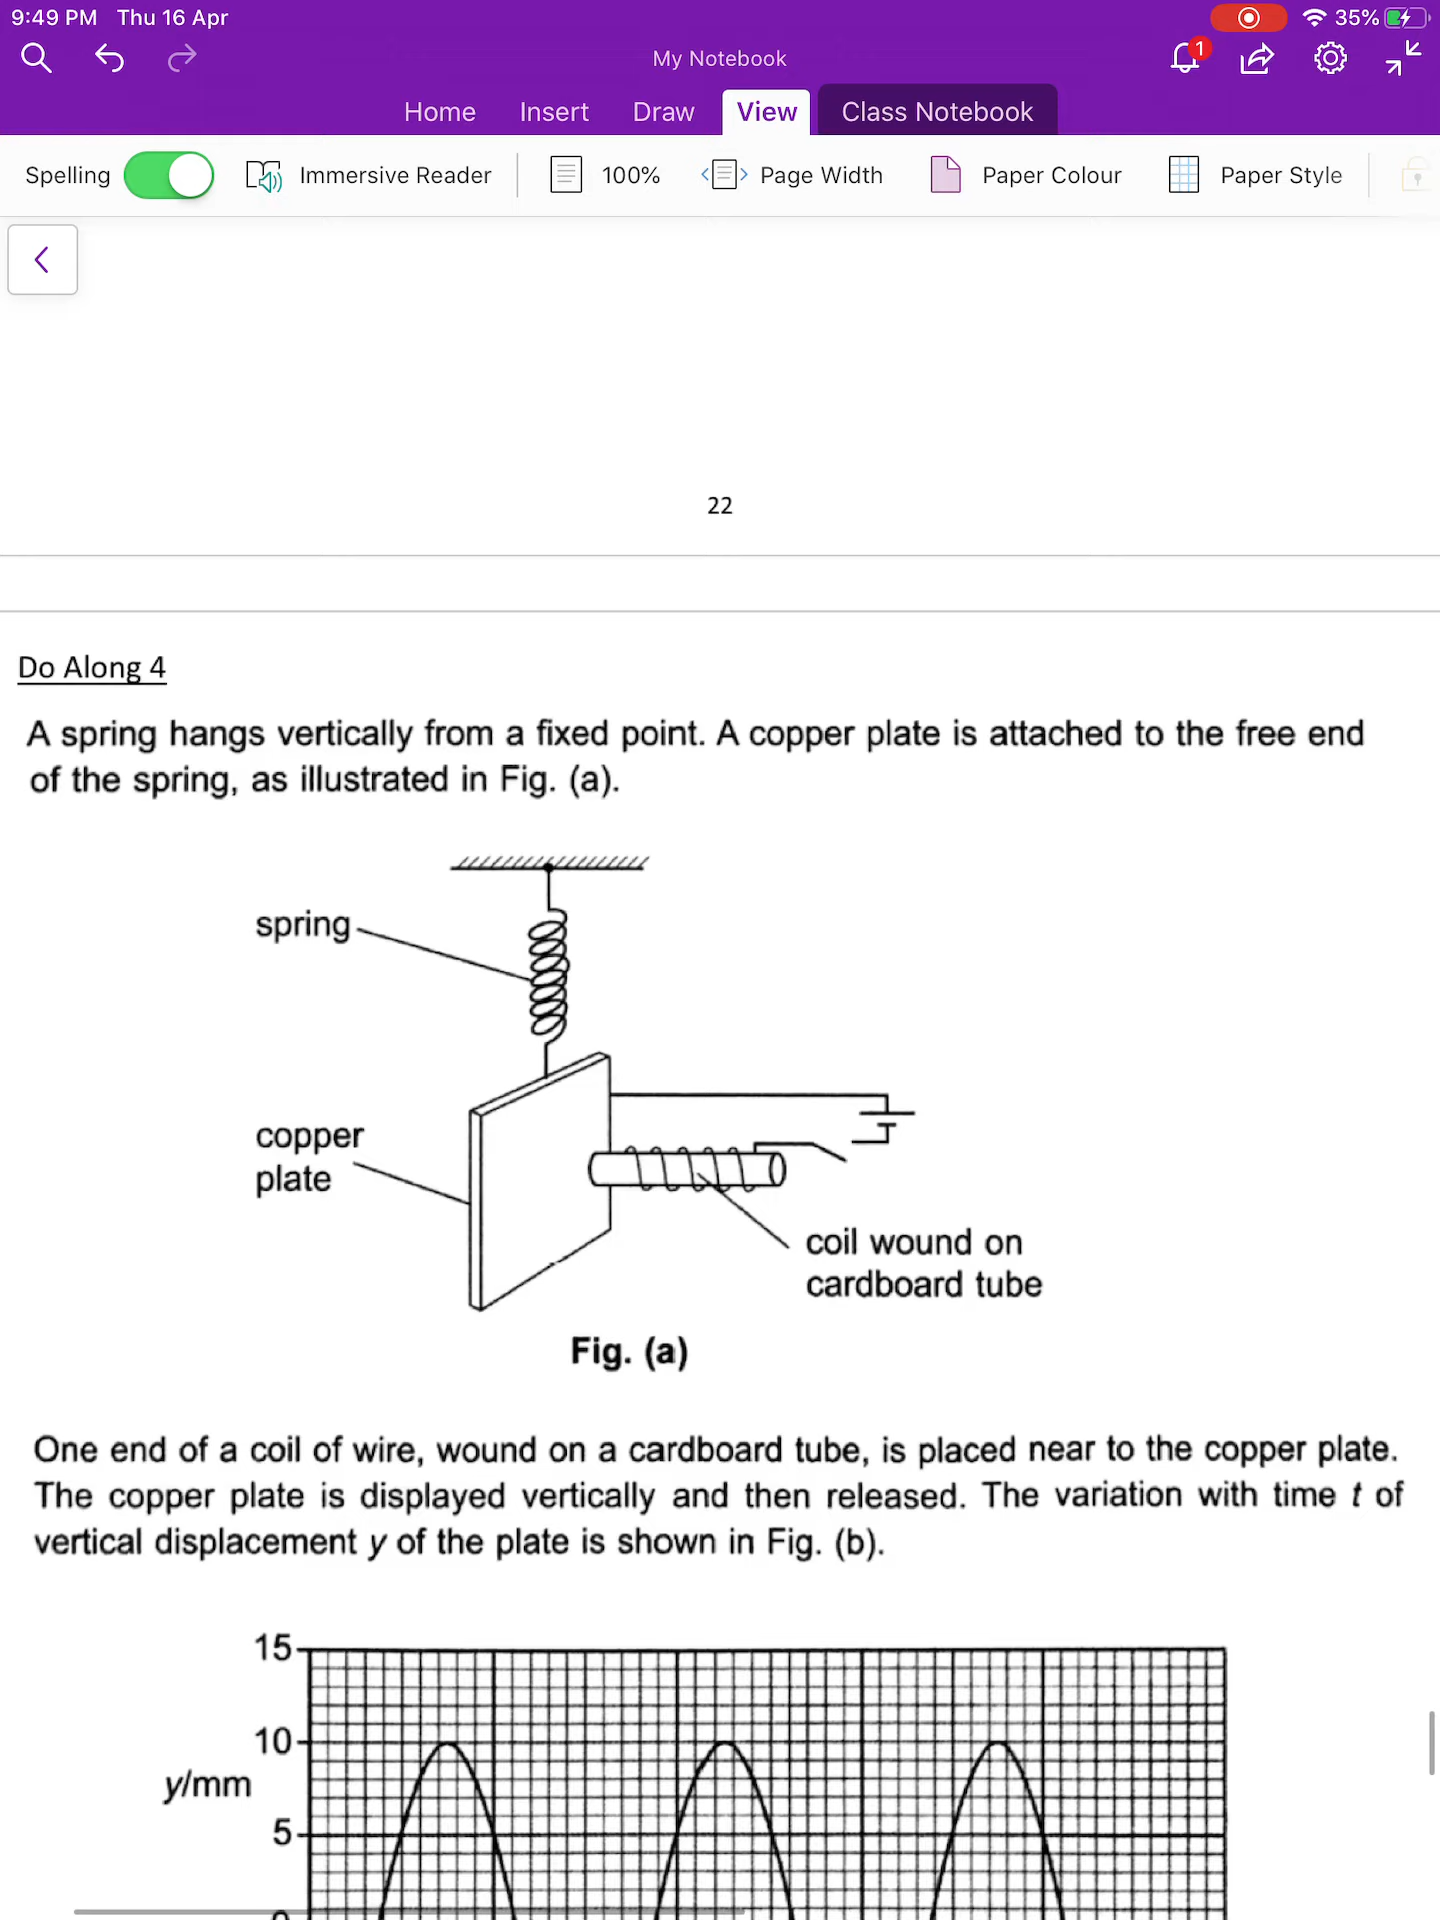 9:49 PM Thu 16 Apr
35%
My Notebook
1
Home Insert Draw View Class Notebook
Spelling Immersive Reader 100% Page Width Paper Colour Paper Style
22
Do Along 4
A spring hangs vertically from a fixed point. A copper plate is attached to the free end
of the spring, as illustrated in Fig. (a).
spring
copper
plate
coil wound on
cardboard tube
Fig. (a)
One end of a coil of wire, wound on a cardboard tube, is placed near to the copper plate.
The copper plate is displayed vertically and then released. The variation with time t of
vertical displacement y of the plate is shown in Fig. (b).
15
10
y/mm
5